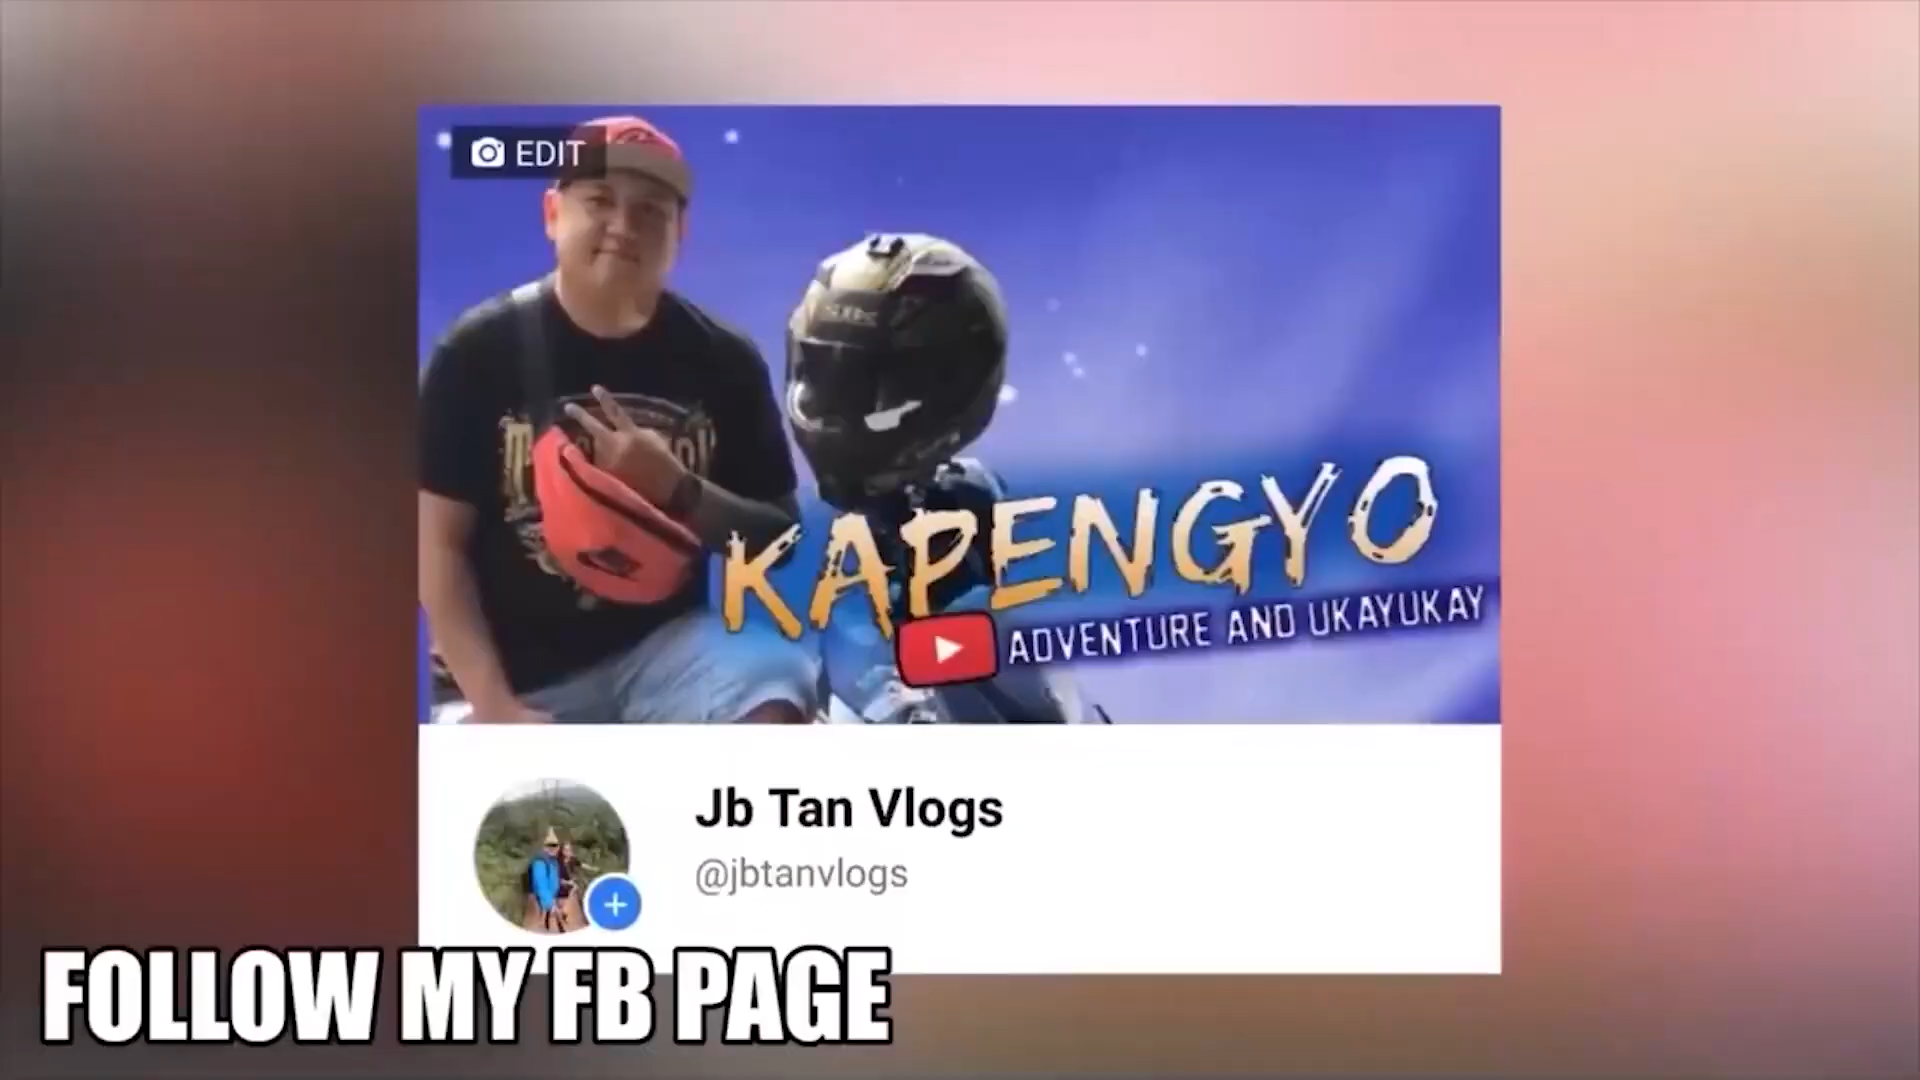 EDIT
KAPENGYO
ADVENTURE AND UKAYUKAY
Jb Tan Vlogs
@jbtanvlogs
FOLLOW MY FB PAGE